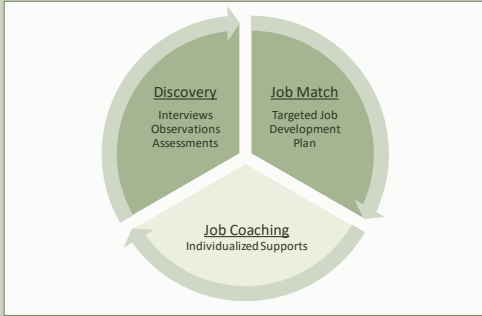 Discovery
Interviews
Observations
Assessments
Job Match
Targeted Job
Development
Plan
Job Coaching
Individualized Supports